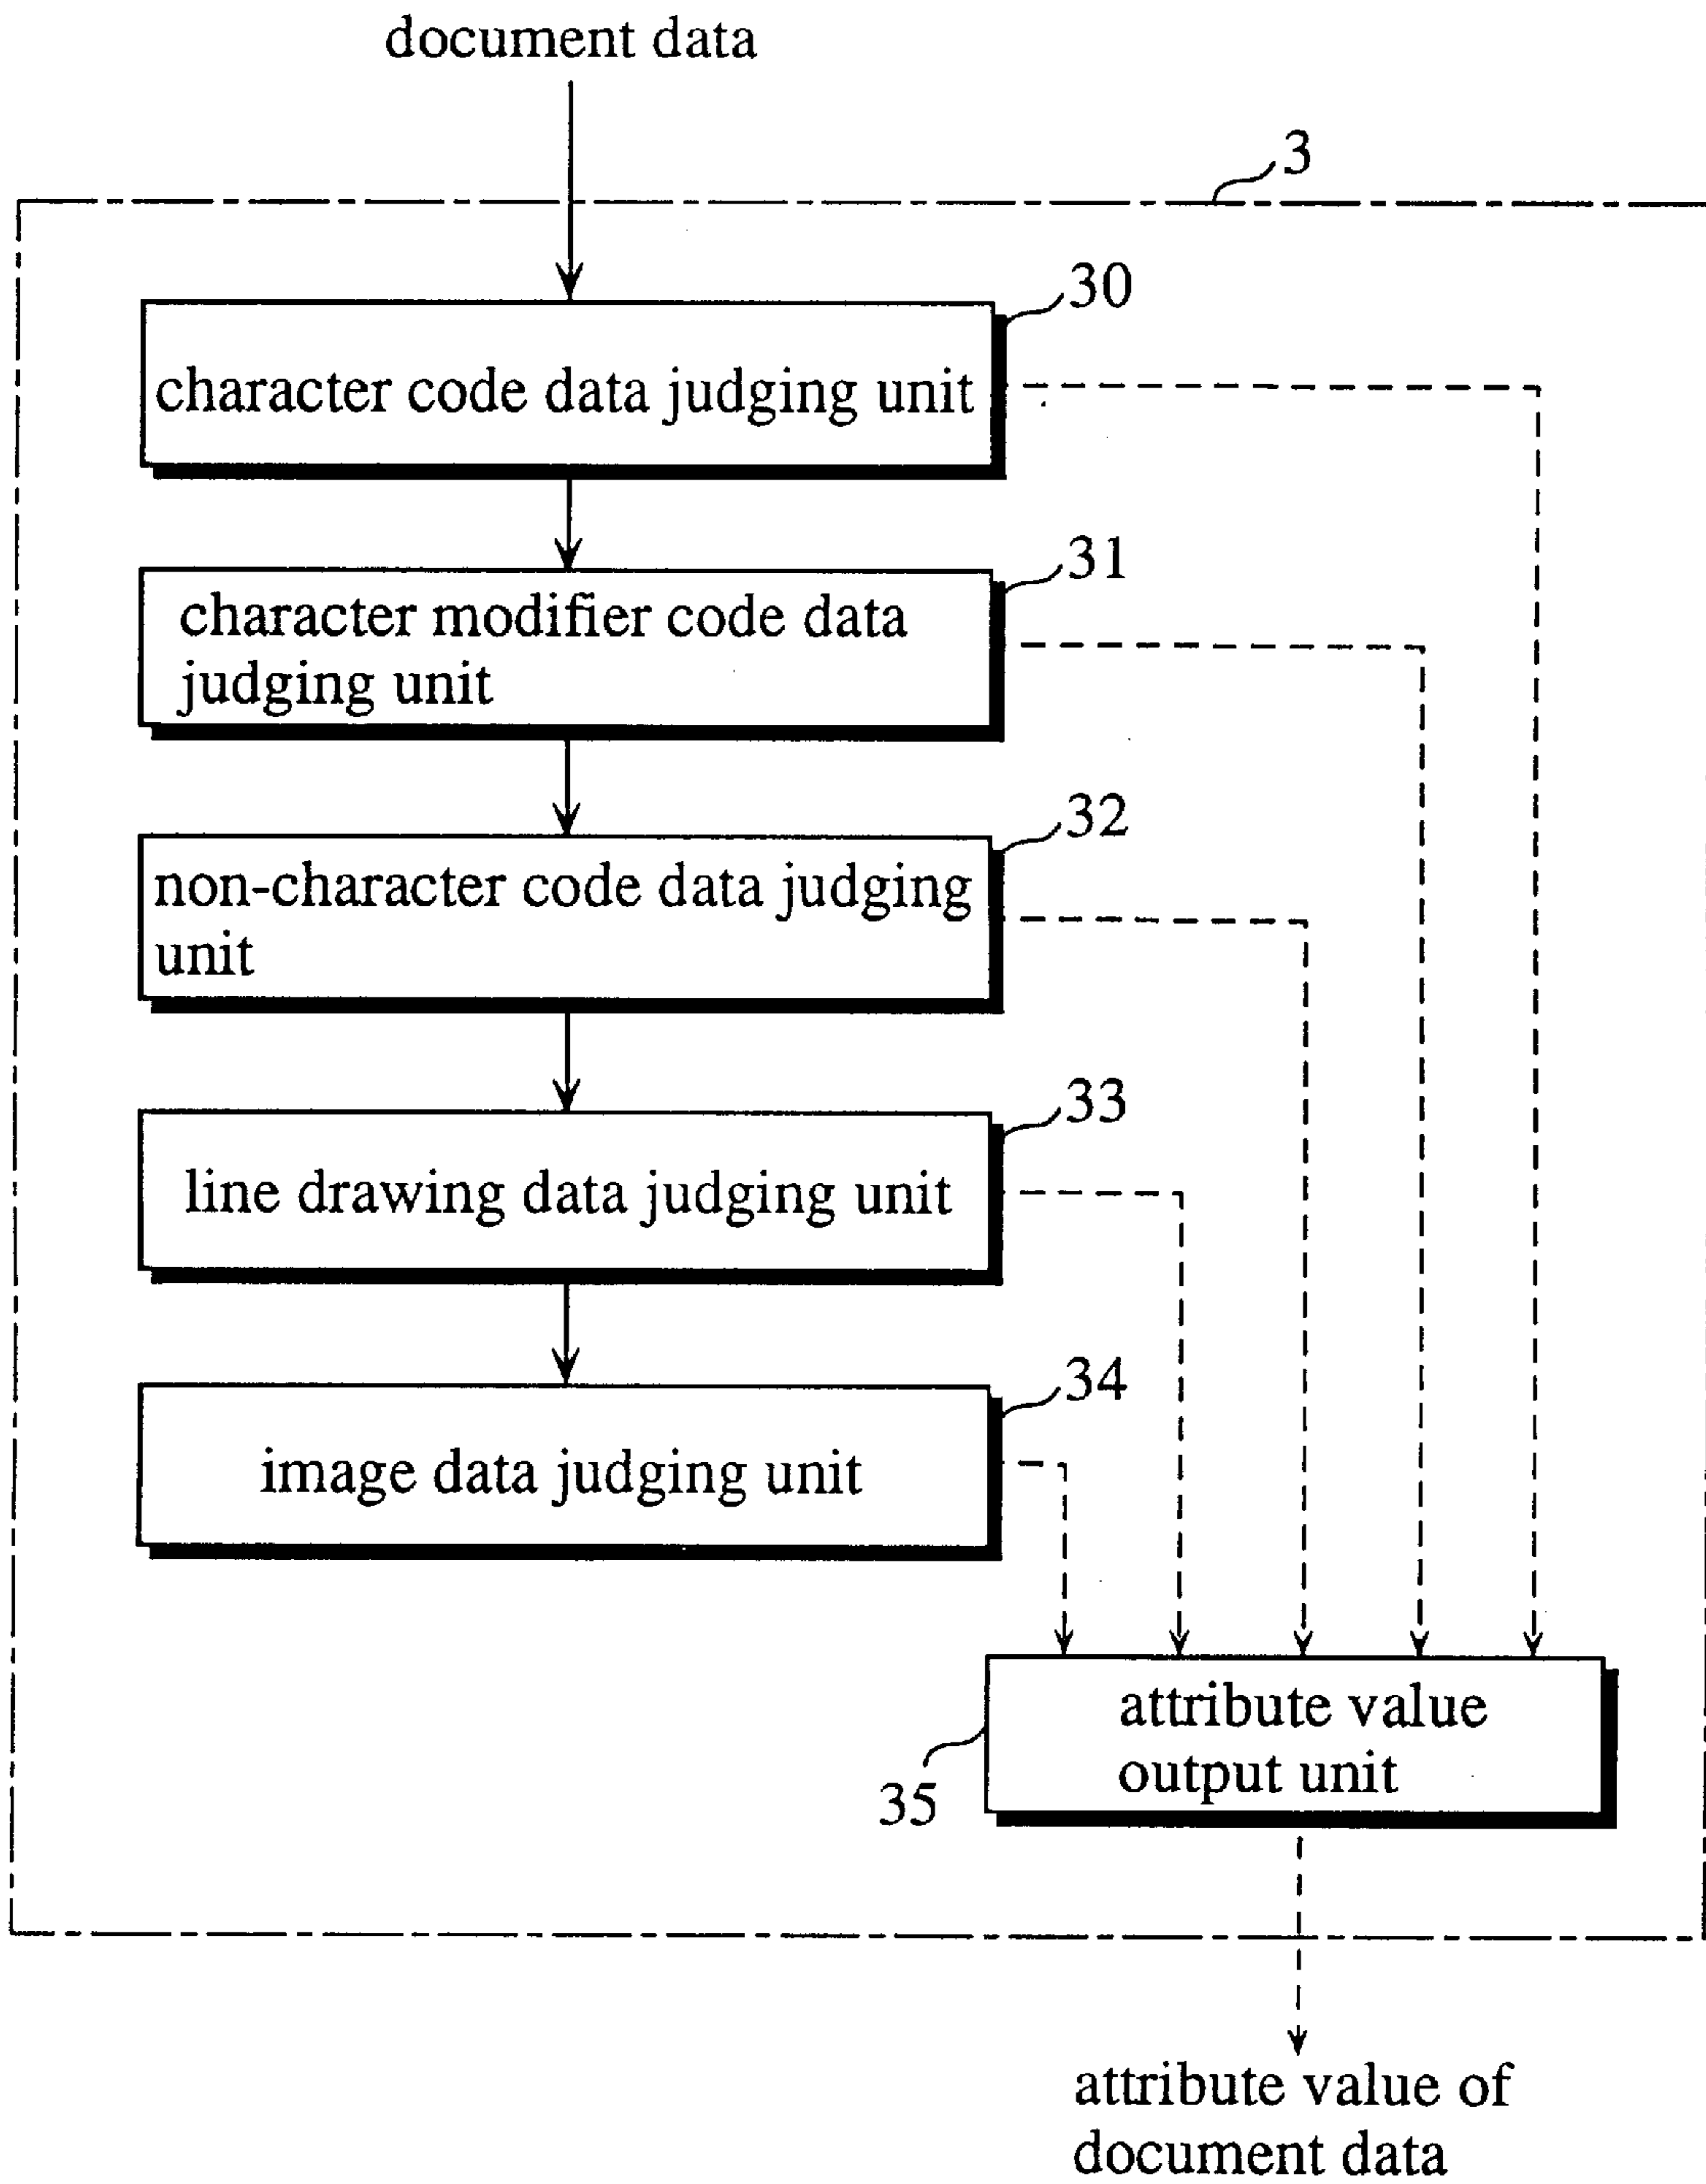 document data
3
30
character code data judging unit
31
character modifier code data
judging unit
32
non-character code data judging
unit
33
line drawing data judging unit
34
image data judging unit
attribute value
output unit
35
attribute value of
document data